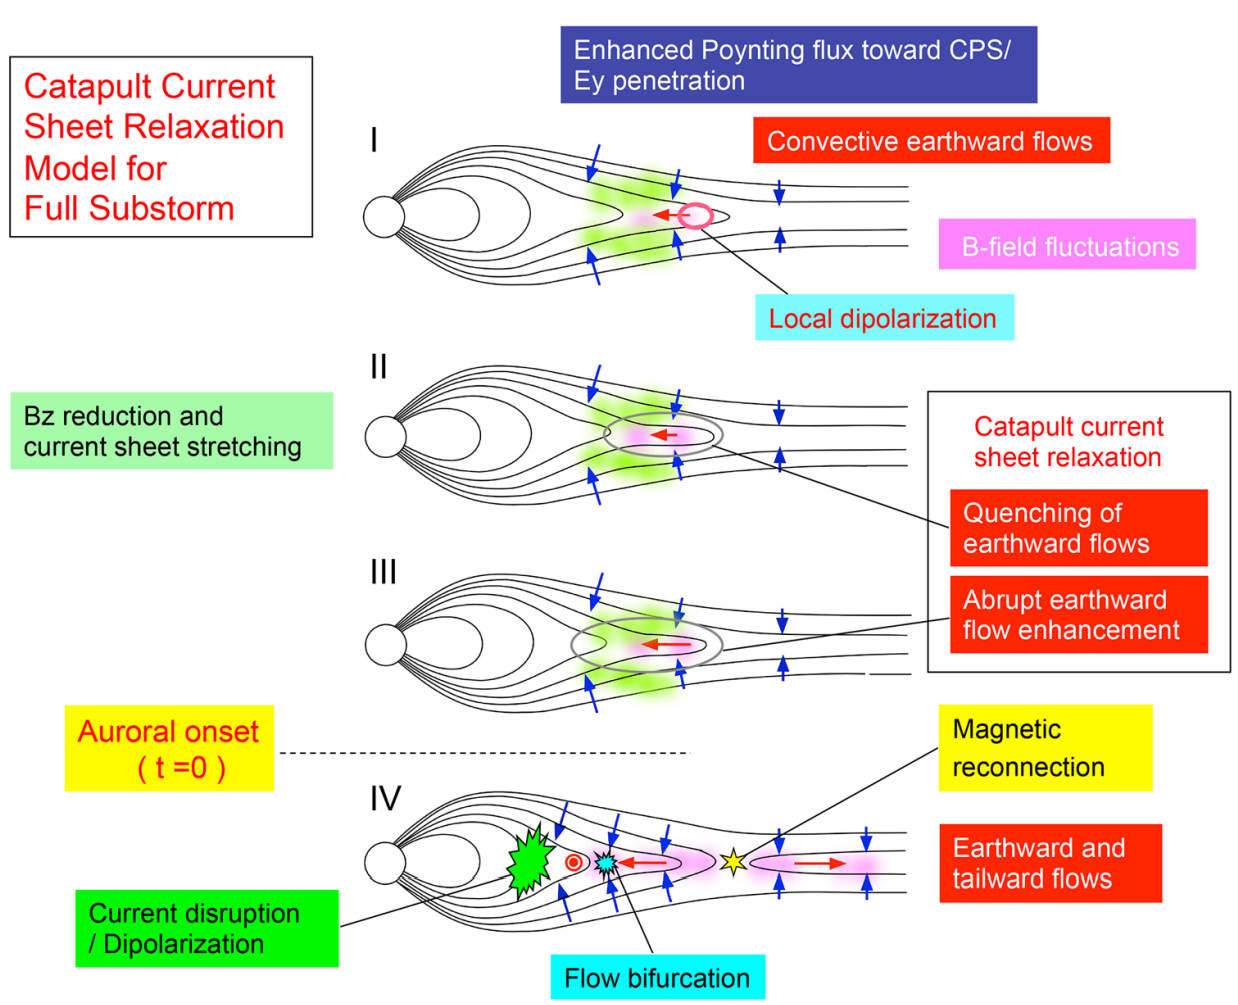 Catapult Current
Sheet Relaxation
Model for
Full Substorm
Enhanced Poynting flux toward CPS/
Ey penetration
I
Convective earthward flows
B-field fluctuations
Local dipolarization
II
Bz reduction and
current sheet stretching
Catapult current
sheet relaxation
Quenching of
earthward flows
III
Abrupt earthward
flow enhancement
Auroral onset
( t =0 )
Magnetic
reconnection
IV
Earthward and
tailward flows
Current disruption
/ Dipolarization
Flow bifurcation